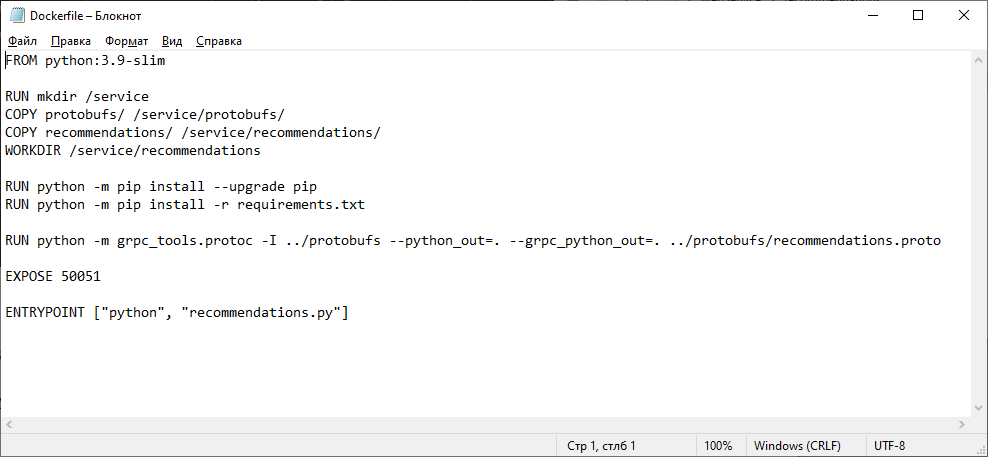 Dockerfile – Блокнот
Файл Правка Формат Вид Справка
FROM python:3.9-slim
RUN mkdir /service
COPY protobufs/ /service/protobufs/
COPY recommendations/ /service/recommendations/
WORKDIR /service/recommendations
RUN python -m pip install --upgrade pip
RUN python -m pip install -r requirements.txt
RUN python -m grpc_tools.protoc -I ../protobufs --python_out=. --grpc_python_out=. ../protobufs/recommendations.proto
EXPOSE 50051
ENTRYPOINT ["python", "recommendations.py"]
Стр 1, стлб 1 100% Windows (CRLF) UTF-8